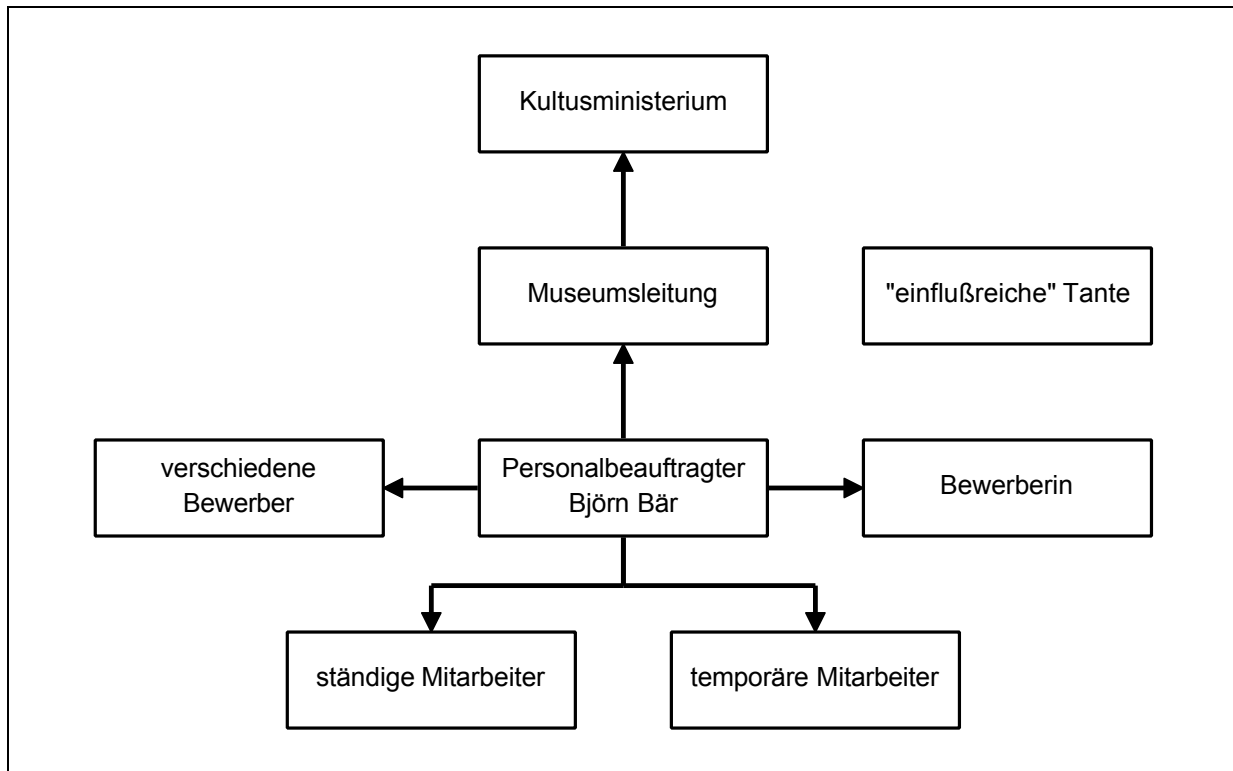 Kultusministerium
Museumsleitung
"einflußreiche" Tante
verschiedene
Bewerber
Personalbeauftragter
Björn Bär
Bewerberin
ständige Mitarbeiter
temporäre Mitarbeiter